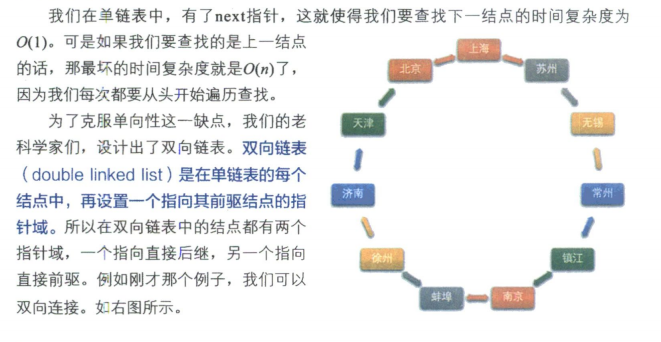 我们在单链表中，有了next指针，这就使得我们要查找下一结点的时间复杂度为
O(1)。可是如果我们要查找的是上一结点
的话，那最坏的时间复杂度就是O(n)了，
因为我们每次都要从头开始遍历查找。
为了克服单向性这一缺点，我们的老
科学家们，设计出了双向链表。双向链表
（double linked list）是在单链表的每个
结点中，再设置一个指向其前驱结点的指
针域。所以在双向链表中的结点都有两个
指针域，一个指向直接后继，另一个指向
直接前驱。例如刚才那个例子，我们可以
双向连接。如右图所示。
上海
北京
苏州
天津
无锡
济南
常州
徐州
镇江
蚌埠
南京